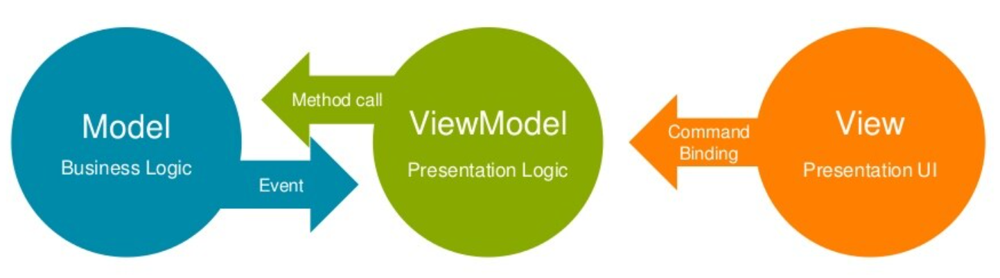 Model
Business Logic
Method call
Event
ViewModel
Presentation Logic
Command
Binding
View
Presentation UI